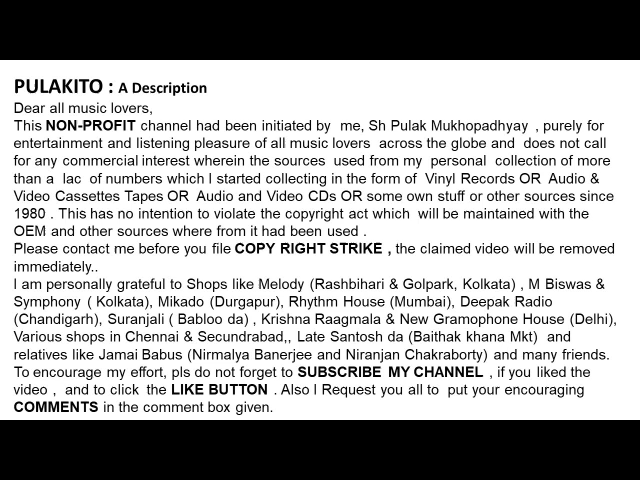 PULAKITO : A Description
Dear all music lovers,
This NON-PROFIT channel had been initiated by me, Sh Pulak Mukhopadhyay , purely for
entertainment and listening pleasure of all music lovers across the globe and does not call
for any commercial interest wherein the sources used from my personal collection of more
than a lac of numbers which I started collecting in the form of Vinyl Records OR Audio &
Video Cassettes Tapes OR Audio and Video CDs OR some own stuff or other sources since
1980 . This has no intention to violate the copyright act which will be maintained with the
OEM and other sources where from it had been used .
Please contact me before you file COPY RIGHT STRIKE , the claimed video will be removed
immediately..
I am personally grateful to Shops like Melody (Rashbihari & Golpark, Kolkata) , M Biswas &
Symphony ( Kolkata), Mikado (Durgapur), Rhythm House (Mumbai), Deepak Radio
(Chandigarh), Suranjali ( Babloo da) , Krishna Raagmala & New Gramophone House (Delhi),
Various shops in Chennai & Secundrabad,, Late Santosh da (Baithak khana Mkt) and
relatives like Jamai Babus (Nirmalya Banerjee and Niranjan Chakraborty) and many friends.
To encourage my effort, pls do not forget to SUBSCRIBE MY CHANNEL , if you liked the
video , and to click the LIKE BUTTON . Also I Request you all to put your encouraging
COMMENTS in the comment box given.